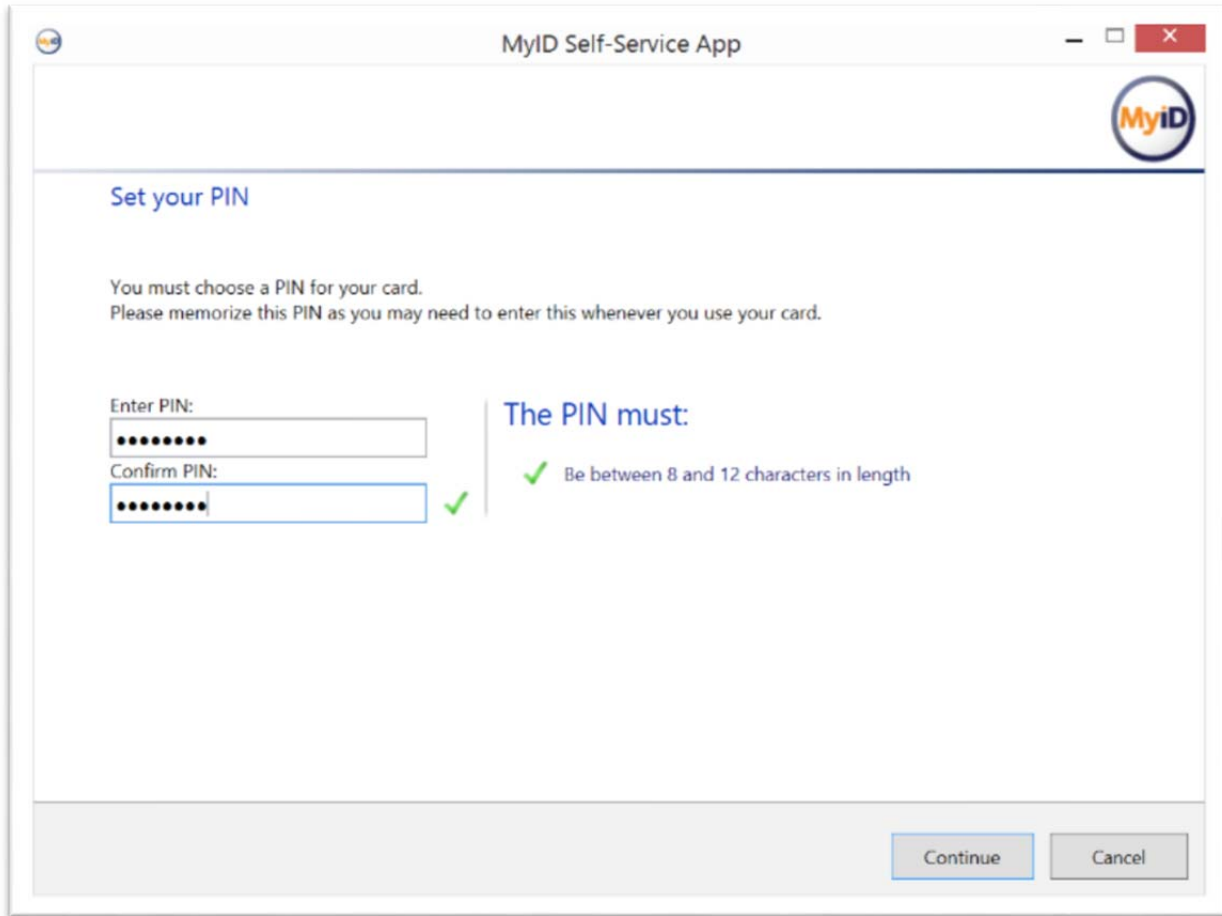 MyID Self-Service App
MyiD
Set your PIN
You must choose a PIN for your card.
Please memorize this PIN as you may need to enter this whenever you use your card.
Enter PIN:
••••••••
Confirm PIN:
••••••••
The PIN must:
Be between 8 and 12 characters in length
Continue
Cancel